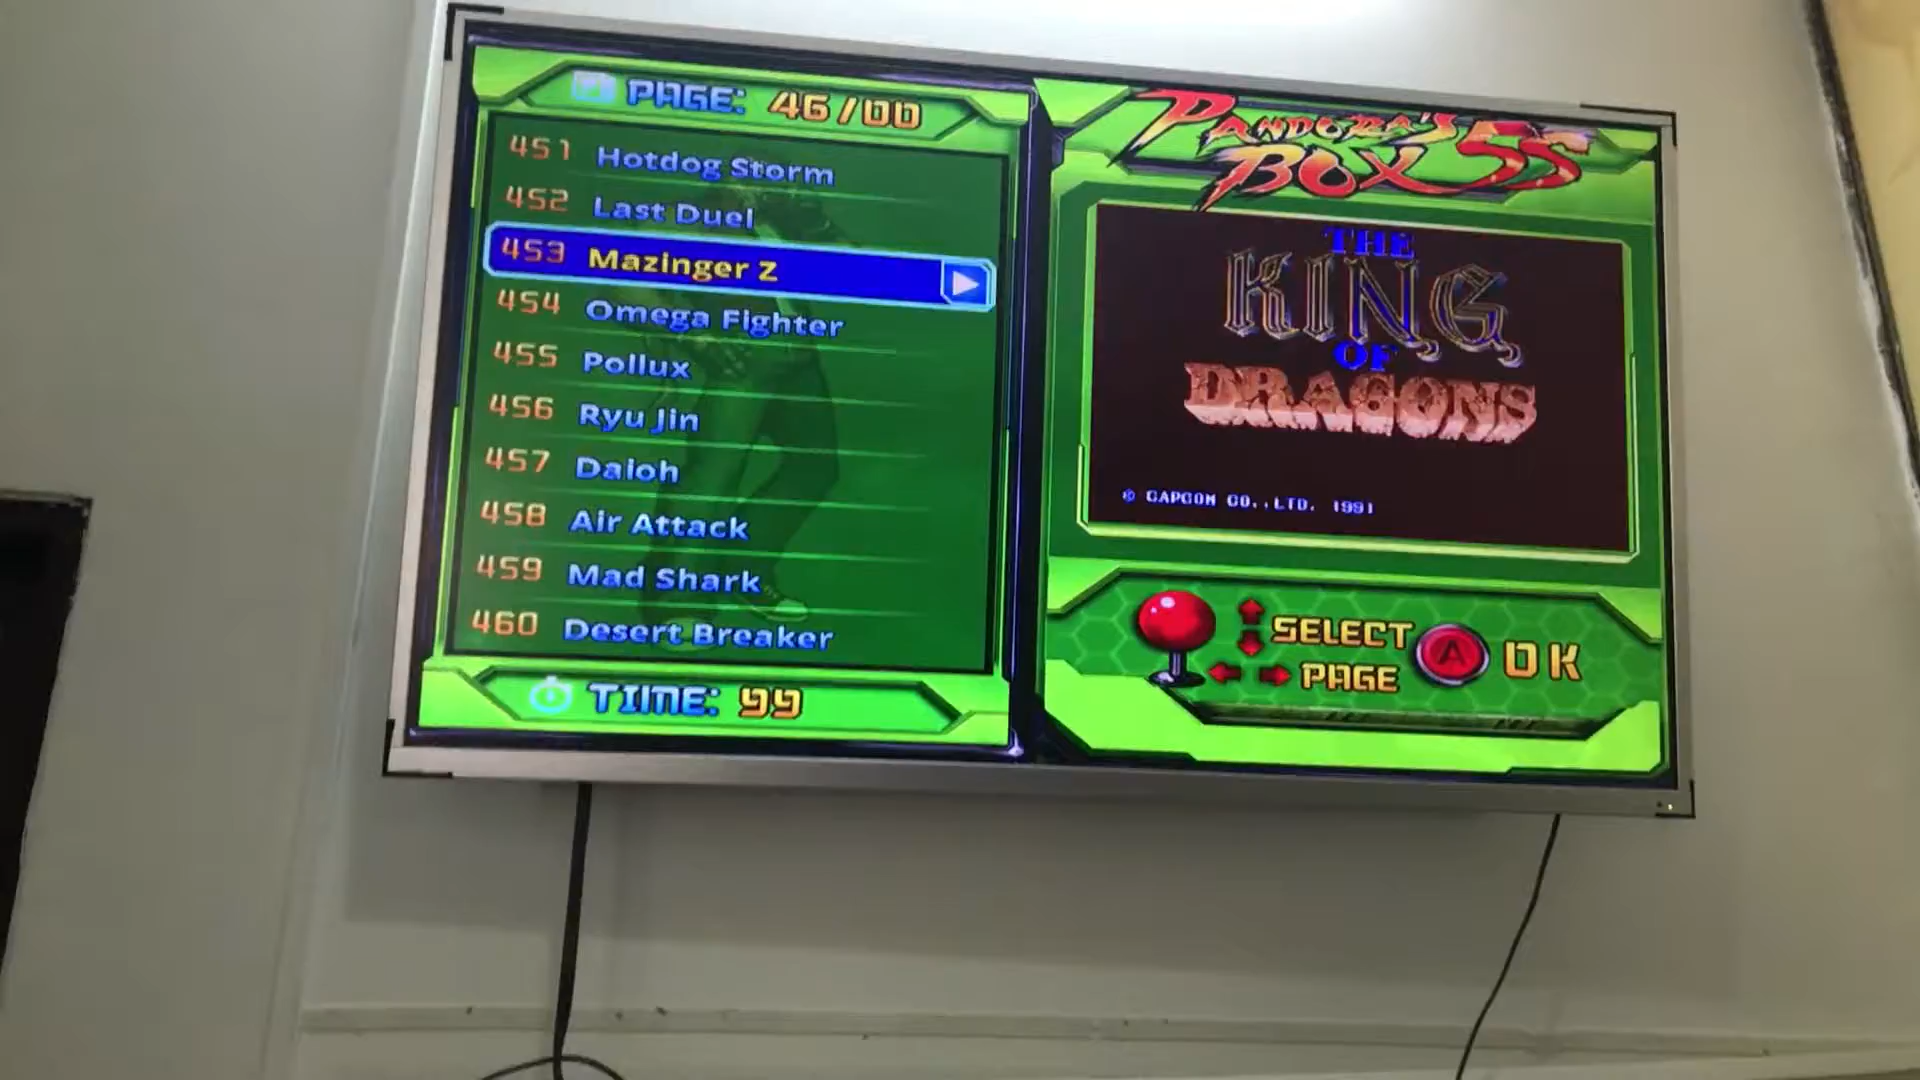 PAGE: 46/00
451 Hotdog Storm
452 Last Duel
453 Mazinger Z
454 Omega Fighter
455 Pollux
456 Ryu Jin
457 Daioh
458 Air Attack
459 Mad Shark
460 Desert Breaker
TIME: 99
PANDORA'S
BOX 5S
THE
KING
OF
DRAGONS
© CAPCOM CO.,LTD. 1991
SELECT
PAGE
A OK